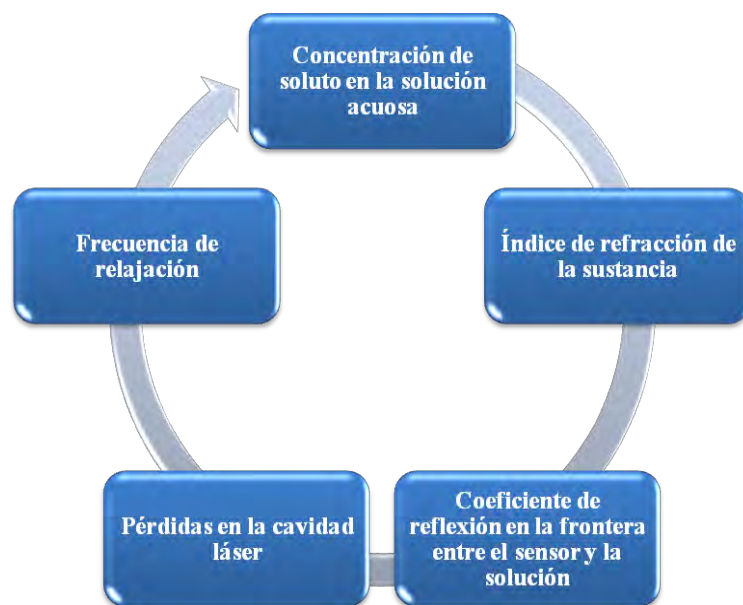 Concentración de
soluto en la solución
acuosa
Índice de refracción de
la sustancia
Coeficiente de
reflexión en la frontera
entre el sensor y la
solución
Pérdidas en la cavidad
láser
Frecuencia de
relajación